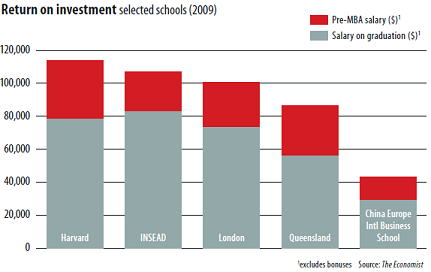 Return on investment selected schools (2009)
Pre-MBA salary ($)¹
Salary on graduation ($)¹
120,000
100,000
80,000
60,000
40,000
20,000
0
Harvard
INSEAD
London
Queensland
China Europe
Intl Business
School
¹excludes bonuses Source: The Economist